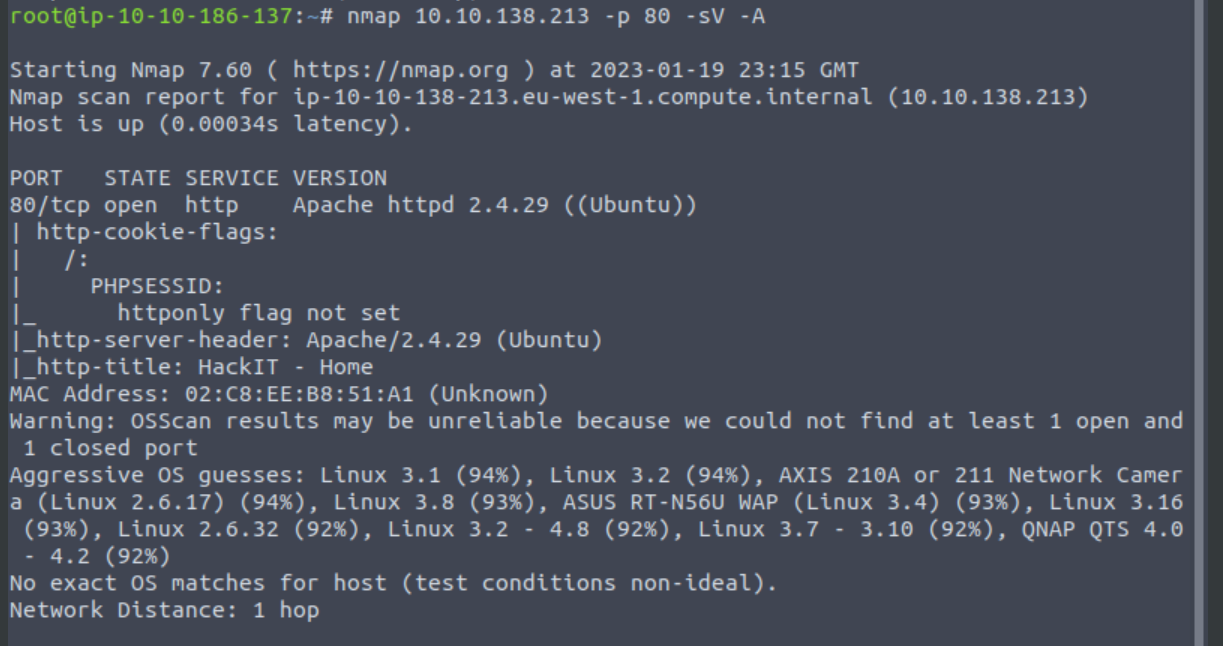 root@ip-10-10-186-137:~# nmap 10.10.138.213 -p 80 -sV -A
Starting Nmap 7.60 ( https://nmap.org ) at 2023-01-19 23:15 GMT
Nmap scan report for ip-10-10-138-213.eu-west-1.compute.internal (10.10.138.213)
Host is up (0.00034s latency).
PORT   STATE SERVICE VERSION
80/tcp open  http    Apache httpd 2.4.29 ((Ubuntu))
| http-cookie-flags:
|   /:
|     PHPSESSID:
|_      httponly flag not set
|_http-server-header: Apache/2.4.29 (Ubuntu)
|_http-title: HackIT - Home
MAC Address: 02:C8:EE:B8:51:A1 (Unknown)
Warning: OSScan results may be unreliable because we could not find at least 1 open and
 1 closed port
Aggressive OS guesses: Linux 3.1 (94%), Linux 3.2 (94%), AXIS 210A or 211 Network Camer
a (Linux 2.6.17) (94%), Linux 3.8 (93%), ASUS RT-N56U WAP (Linux 3.4) (93%), Linux 3.16
 (93%), Linux 2.6.32 (92%), Linux 3.2 - 4.8 (92%), Linux 3.7 - 3.10 (92%), QNAP QTS 4.0
 - 4.2 (92%)
No exact OS matches for host (test conditions non-ideal).
Network Distance: 1 hop